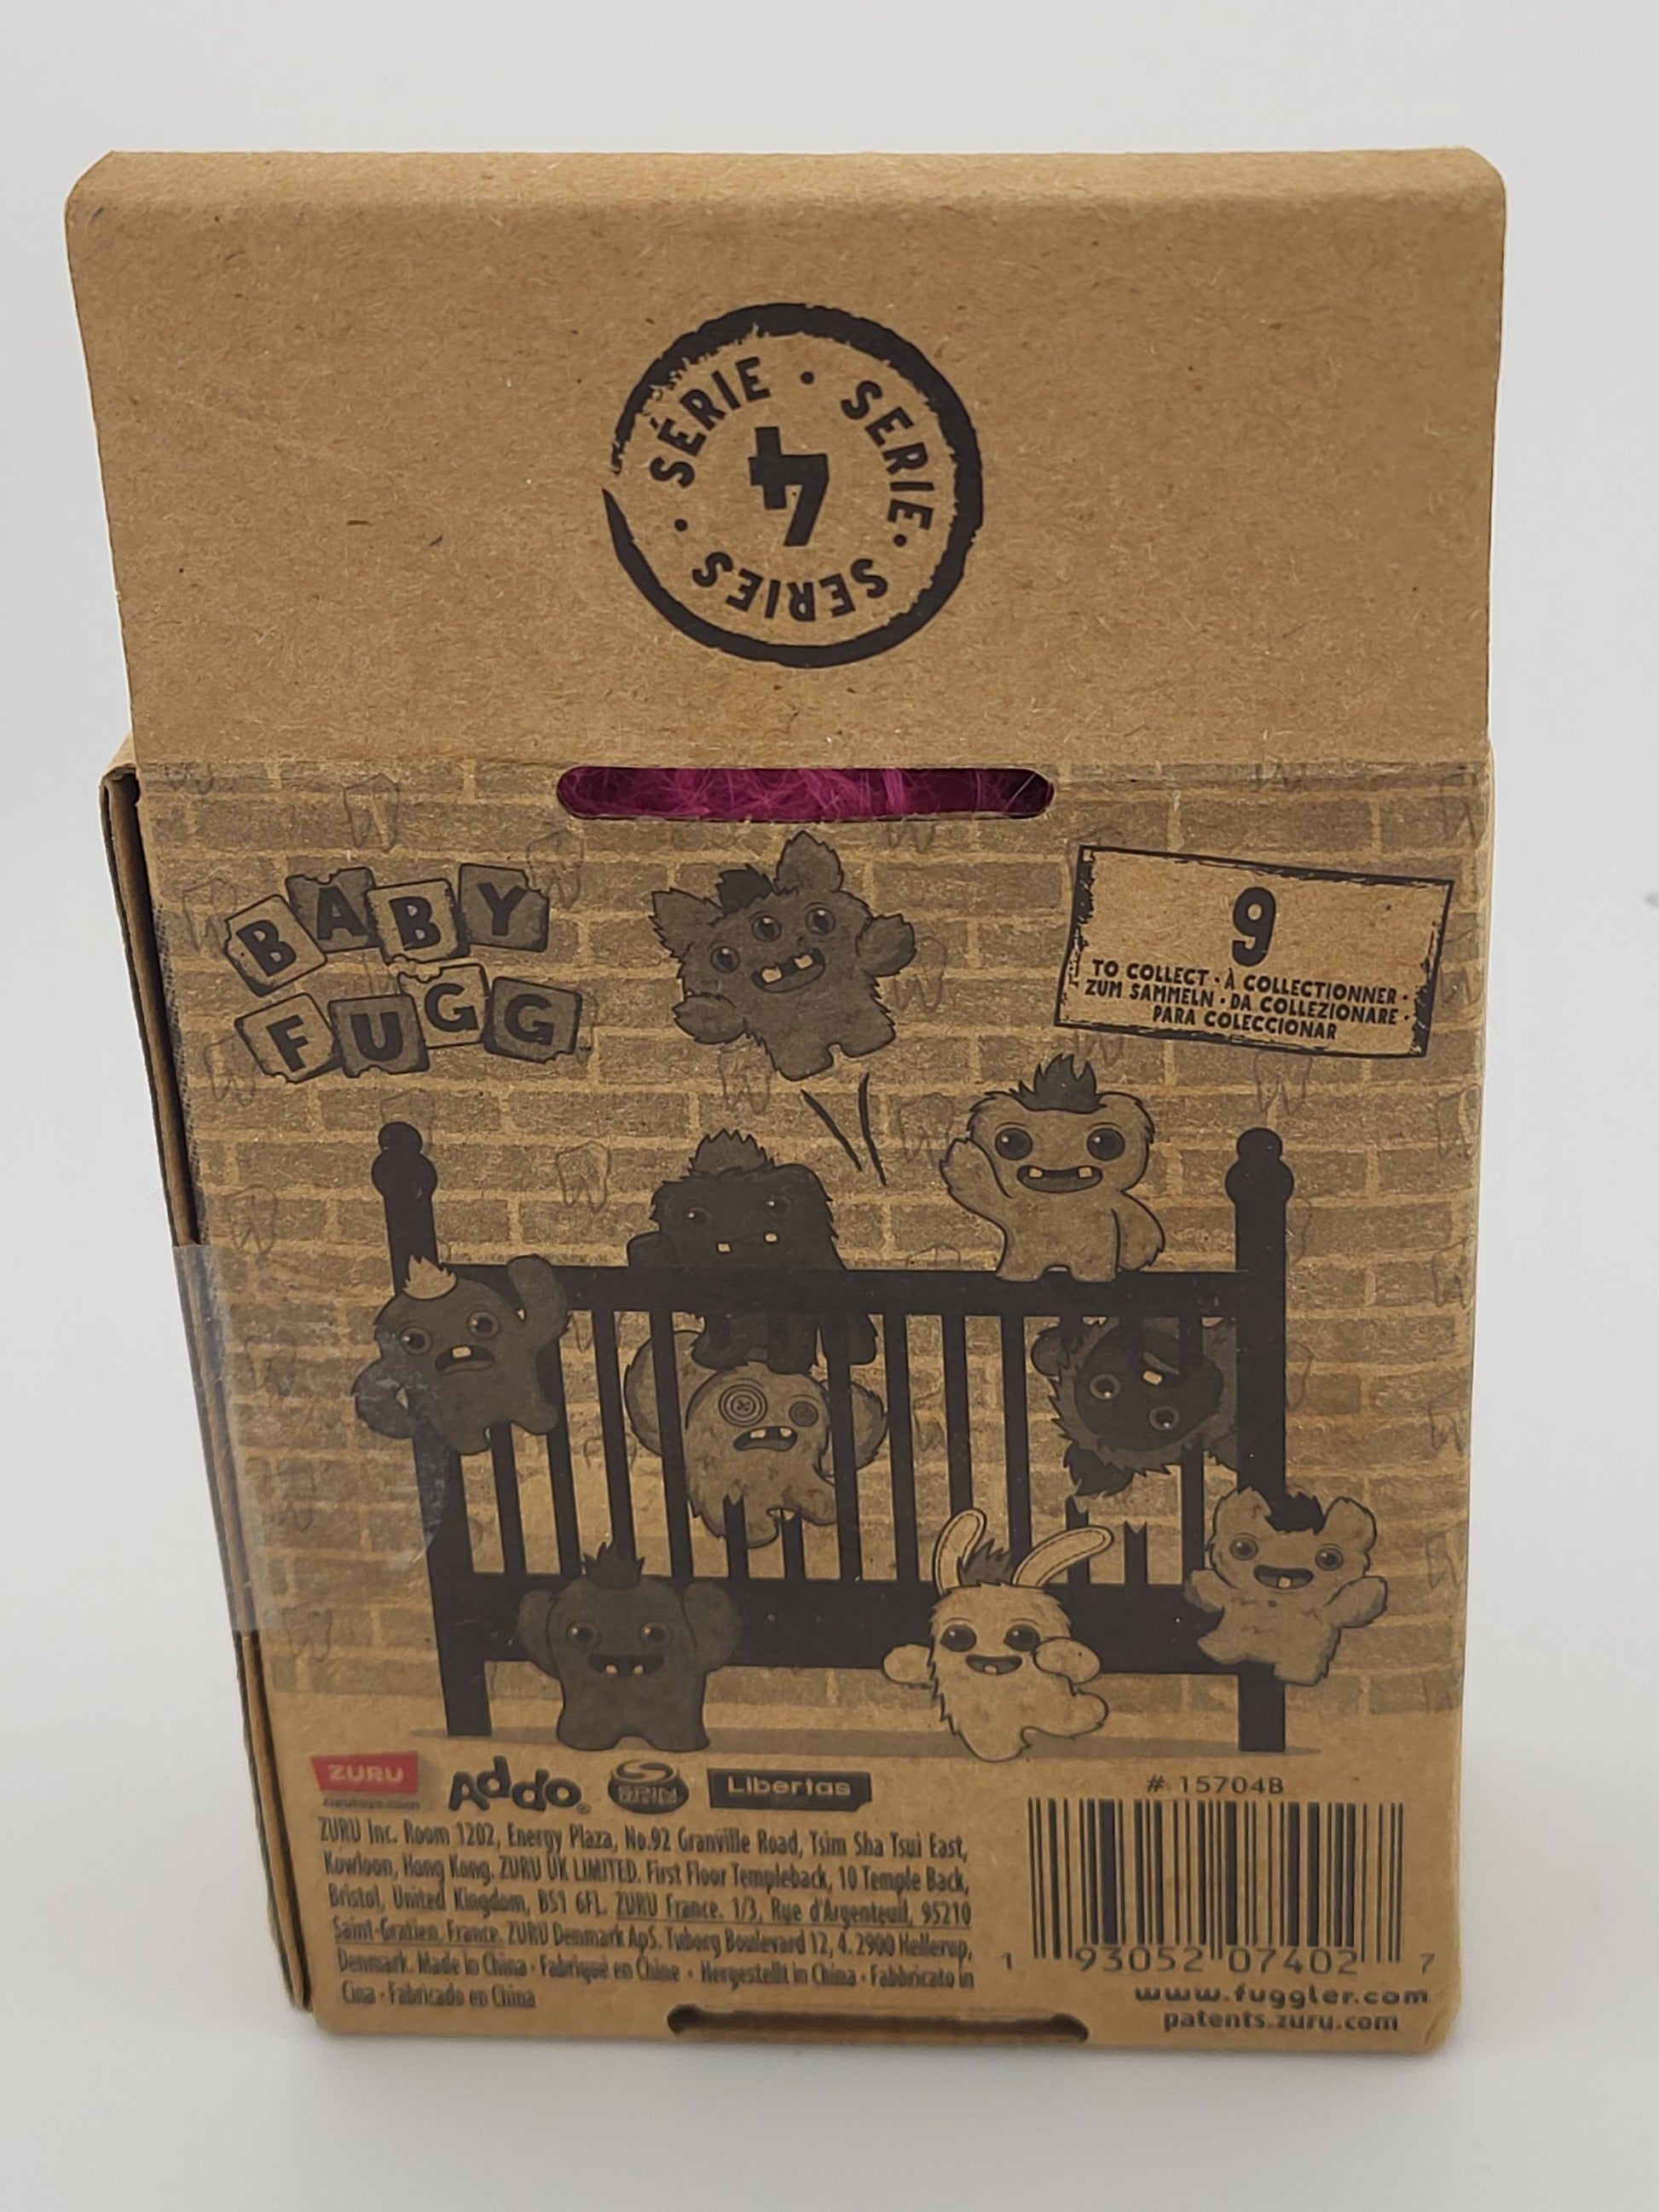 SÉRIE • SERIE • SERIES •
4
BABY
FUGG
9
TO COLLECT • À COLLECTIONNER •
ZUM SAMMELN • DA COLLEZIONARE •
PARA COLECCIONAR
ZURU
zurutoys.com
Addo®
SPIN
Libertas
# 15704B
ZURU Inc. Room 1202, Energy Plaza, No.92 Granville Road, Tsim Sha Tsui East,
Kowloon, Hong Kong. ZURU UK LIMITED. First Floor Templeback, 10 Temple Back,
Bristol, United Kingdom, BS1 6FL. ZURU France. 1/3, Rue d'Argenteuil, 95210
Saint-Gratien, France. ZURU Denmark ApS. Tuborg Boulevard 12, 4. 2900 Hellerup,
Denmark. Made in China • Fabriqué en Chine • Hergestellt in China • Fabbricato in
Cina • Fabricado en China
1 93052 07402 7
www.fuggler.com
patents.zuru.com